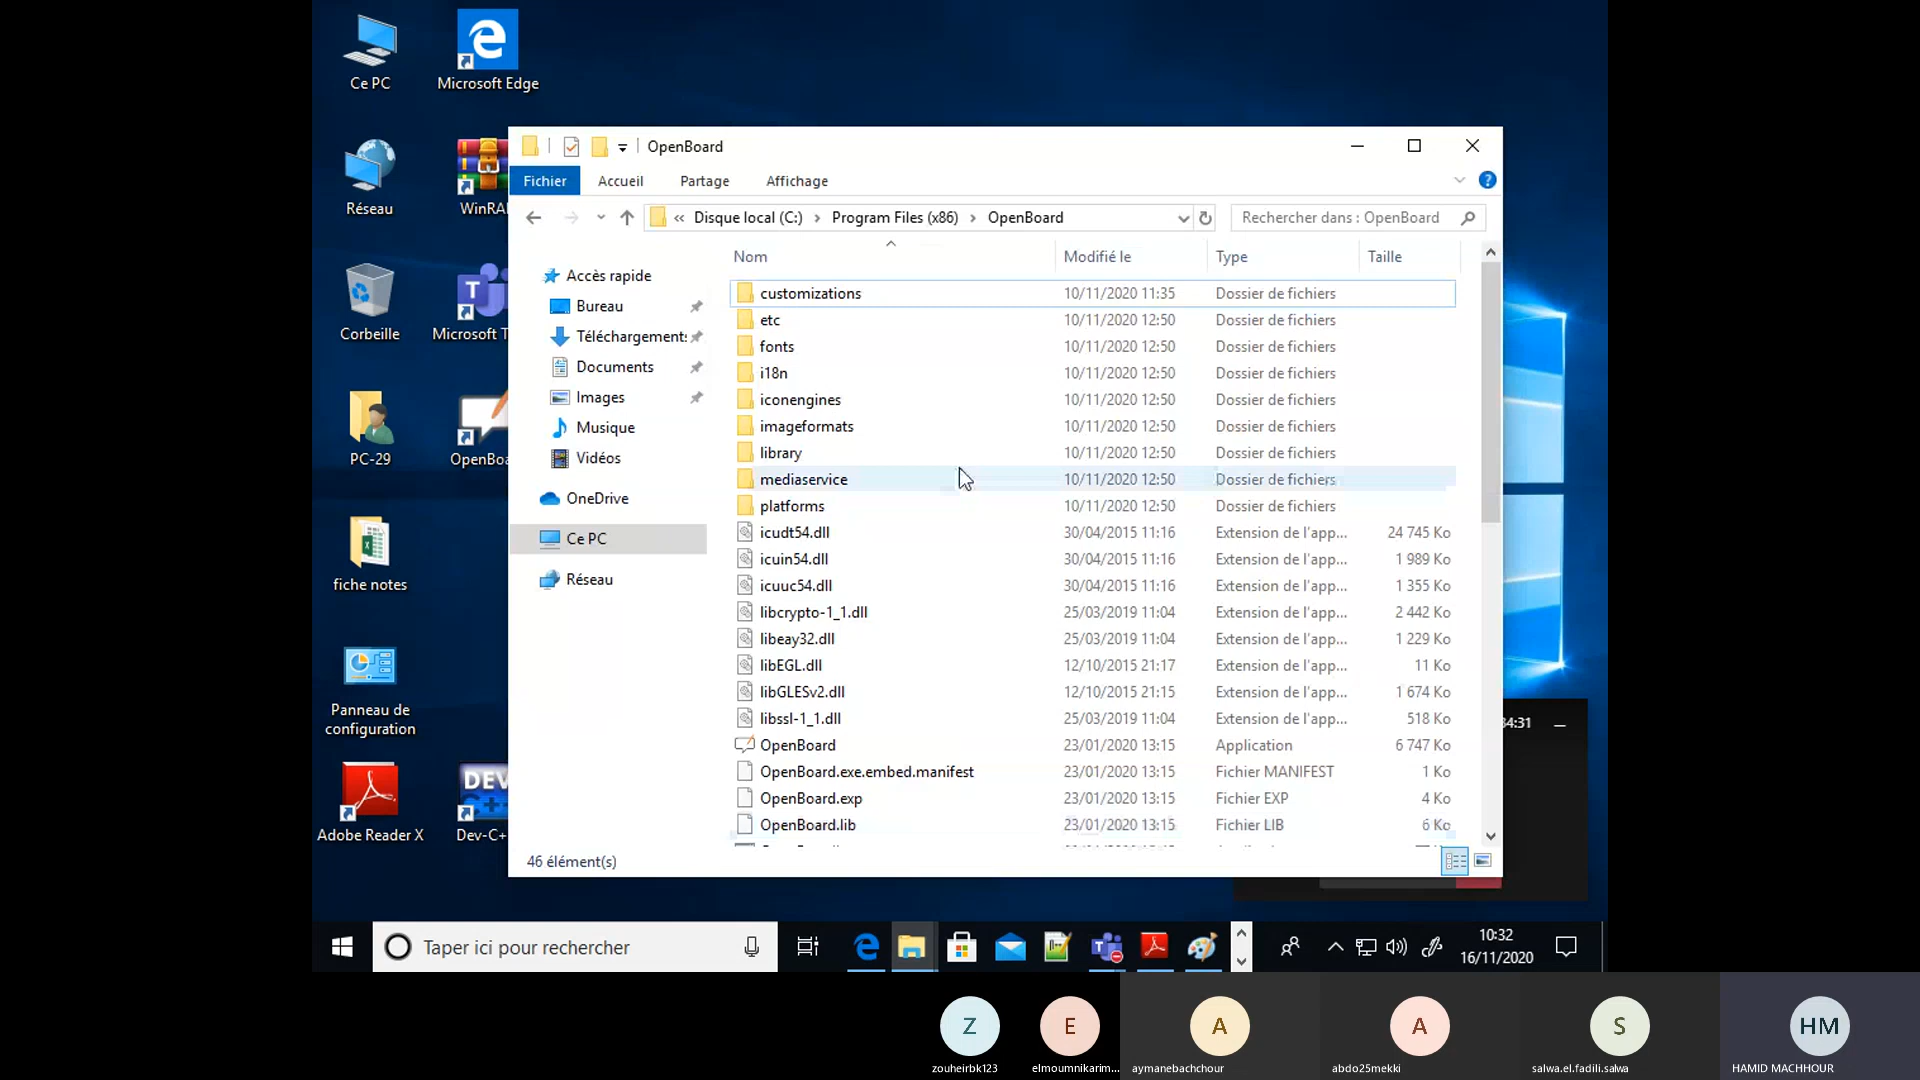 Ce PC
Microsoft Edge
Réseau
WinRA
Corbeille
Microsoft T
PC-29
OpenBoa
fiche notes
Panneau de
configuration
Adobe Reader X
DEV
C++
Dev-C+
OpenBoard
Fichier
Accueil
Partage
Affichage
« Disque local (C:) › Program Files (x86) › OpenBoard
Rechercher dans : OpenBoard
Accès rapide
Bureau
Téléchargement:
Documents
Images
Musique
Vidéos
OneDrive
Ce PC
Réseau
Nom Modifié le Type Taille
customizations 10/11/2020 11:35 Dossier de fichiers
etc 10/11/2020 12:50 Dossier de fichiers
fonts 10/11/2020 12:50 Dossier de fichiers
i18n 10/11/2020 12:50 Dossier de fichiers
iconengines 10/11/2020 12:50 Dossier de fichiers
imageformats 10/11/2020 12:50 Dossier de fichiers
library 10/11/2020 12:50 Dossier de fichiers
mediaservice 10/11/2020 12:50 Dossier de fichiers
platforms 10/11/2020 12:50 Dossier de fichiers
icudt54.dll 30/04/2015 11:16 Extension de l'app... 24 745 Ko
icuin54.dll 30/04/2015 11:16 Extension de l'app... 1 989 Ko
icuuc54.dll 30/04/2015 11:16 Extension de l'app... 1 355 Ko
libcrypto-1_1.dll 25/03/2019 11:04 Extension de l'app... 2 442 Ko
libeay32.dll 25/03/2019 11:04 Extension de l'app... 1 229 Ko
libEGL.dll 12/10/2015 21:17 Extension de l'app... 11 Ko
libGLESv2.dll 12/10/2015 21:15 Extension de l'app... 1 674 Ko
libssl-1_1.dll 25/03/2019 11:04 Extension de l'app... 518 Ko
OpenBoard 23/01/2020 13:15 Application 6 747 Ko
OpenBoard.exe.embed.manifest 23/01/2020 13:15 Fichier MANIFEST 1 Ko
OpenBoard.exp 23/01/2020 13:15 Fichier EXP 4 Ko
OpenBoard.lib 23/01/2020 13:15 Fichier LIB 6 Ko
46 élément(s)
34:31
Taper ici pour rechercher
10:32
16/11/2020
Z
E
A
A
S
HM
zouheirbk123
elmoumnikarim...
aymanebachchour
abdo25mekki
salwa.el.fadili.salwa
HAMID MACHHOUR